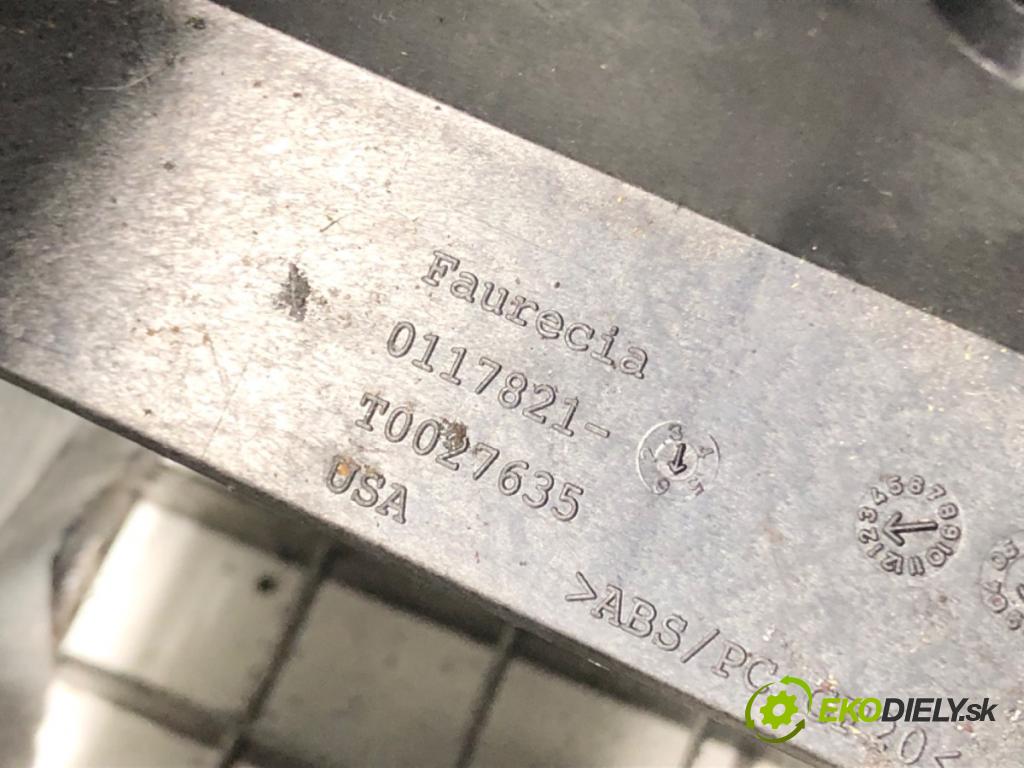 Faurecia
0117821-
T0027635
USA
>ABS/PC
EKODIELY.sk